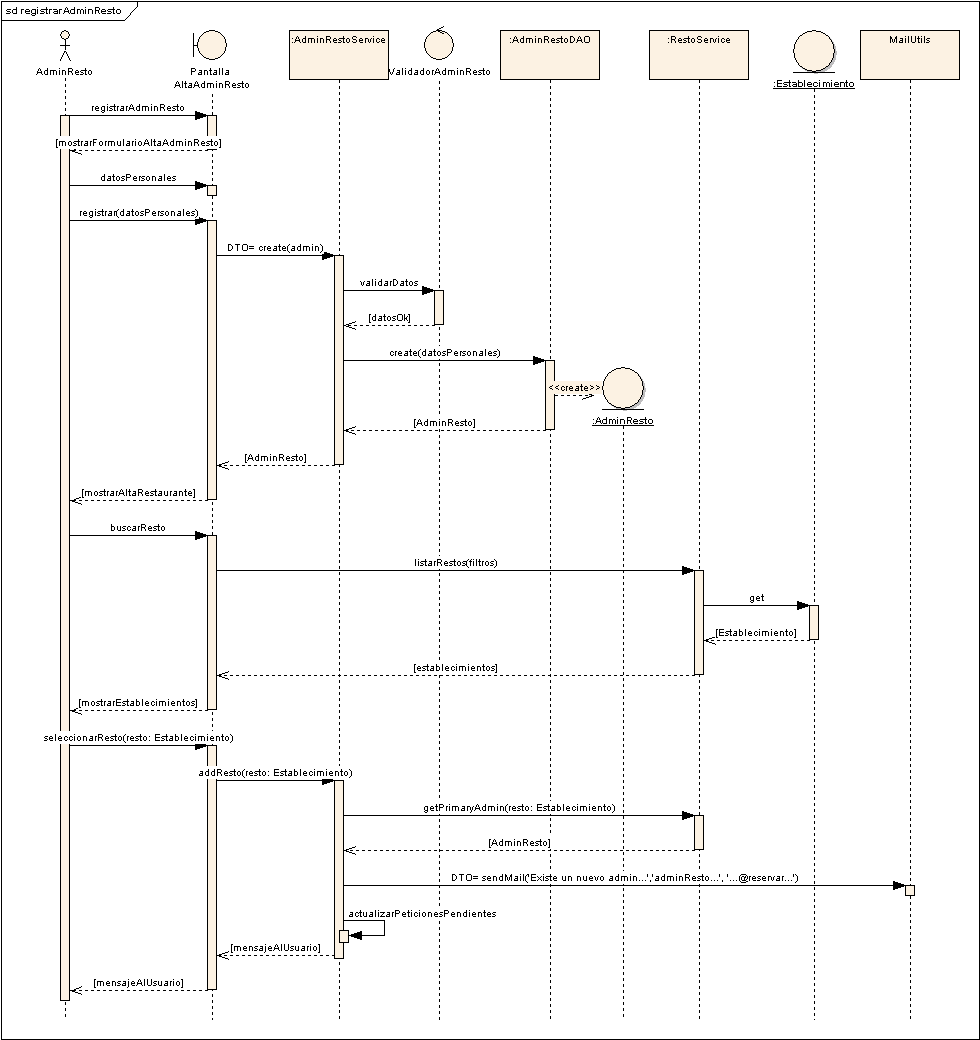 sd registrarAdminResto
AdminResto
Pantalla
AltaAdminResto
:AdminRestoService
ValidadorAdminResto
:AdminRestoDAO
:RestoService
:Establecimiento
MailUtils
registrarAdminResto
[mostrarFormularioAltaAdminResto]
datosPersonales
registrar(datosPersonales)
DTO= create(admin)
validarDatos
[datosOk]
create(datosPersonales)
<<create>>
:AdminResto
[AdminResto]
[AdminResto]
[mostrarAltaRestaurante]
buscarResto
listarRestos(filtros)
get
[Establecimiento]
[establecimientos]
[mostrarEstablecimientos]
seleccionarResto(resto: Establecimiento)
addResto(resto: Establecimiento)
getPrimaryAdmin(resto: Establecimiento)
[AdminResto]
DTO= sendMail('Existe un nuevo admin...','adminResto...', '...@reservar...')
actualizarPeticionesPendientes
[mensajeAlUsuario]
[mensajeAlUsuario]